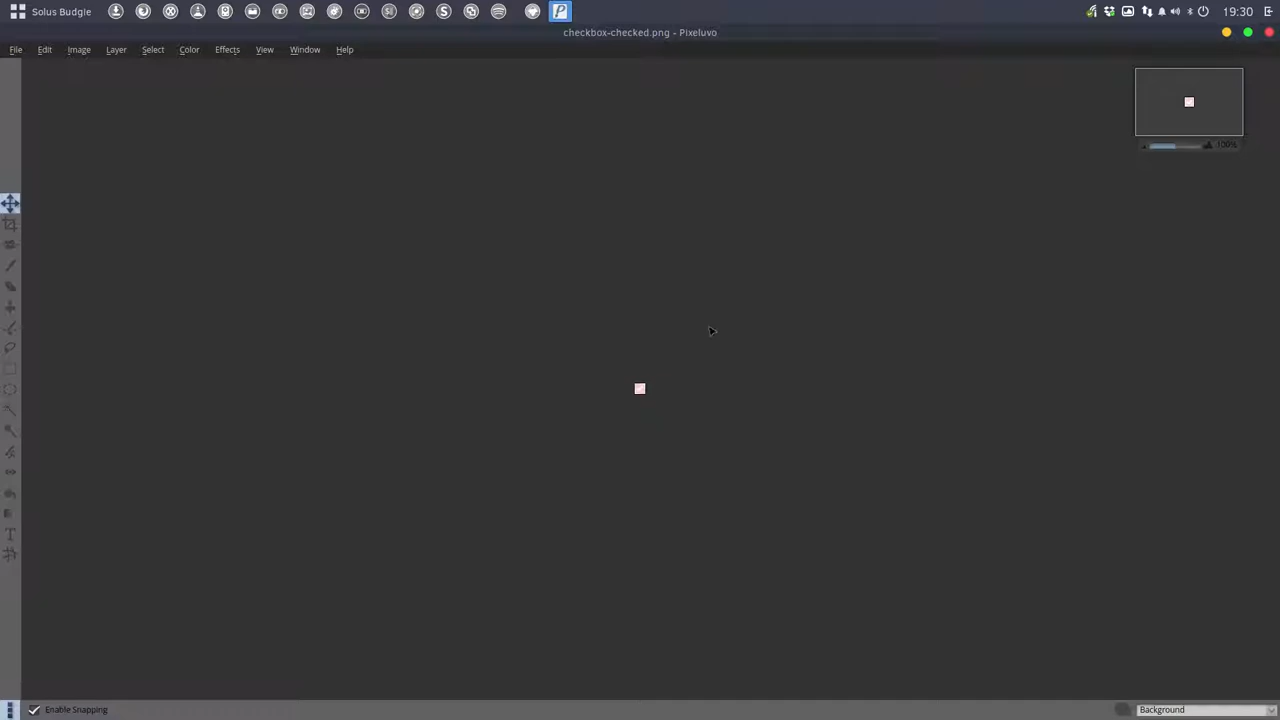 Solus Budgie
19:30
checkbox-checked.png - Pixeluvo
File Edit Image Layer Select Color Effects View Window Help
100%
Enable Snapping
Background